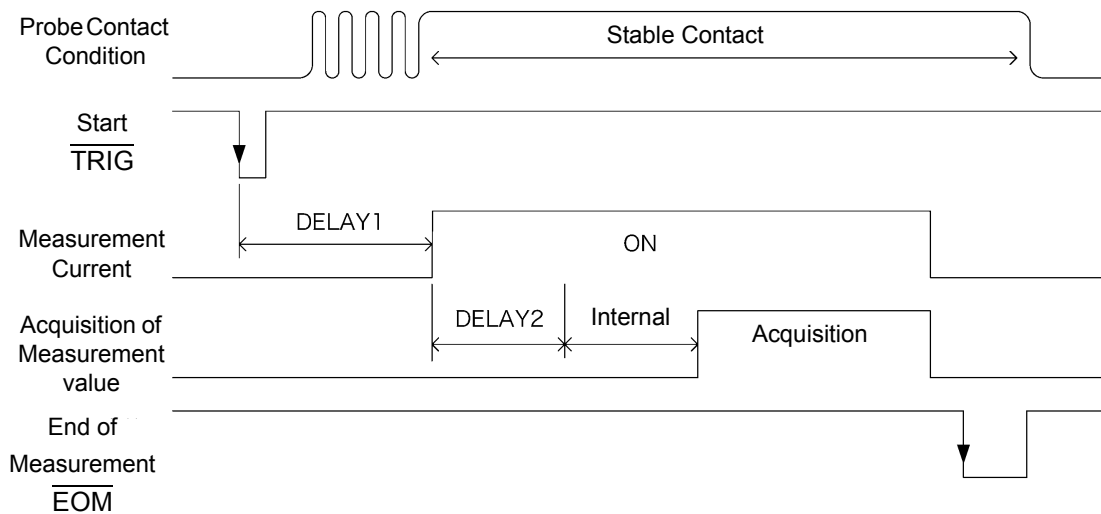 Probe Contact
Condition
Stable Contact
Start
TRIG
DELAY1
Measurement
Current
ON
DELAY2
Internal
Acquisition of
Measurement
value
Acquisition
End of
Measurement
EOM